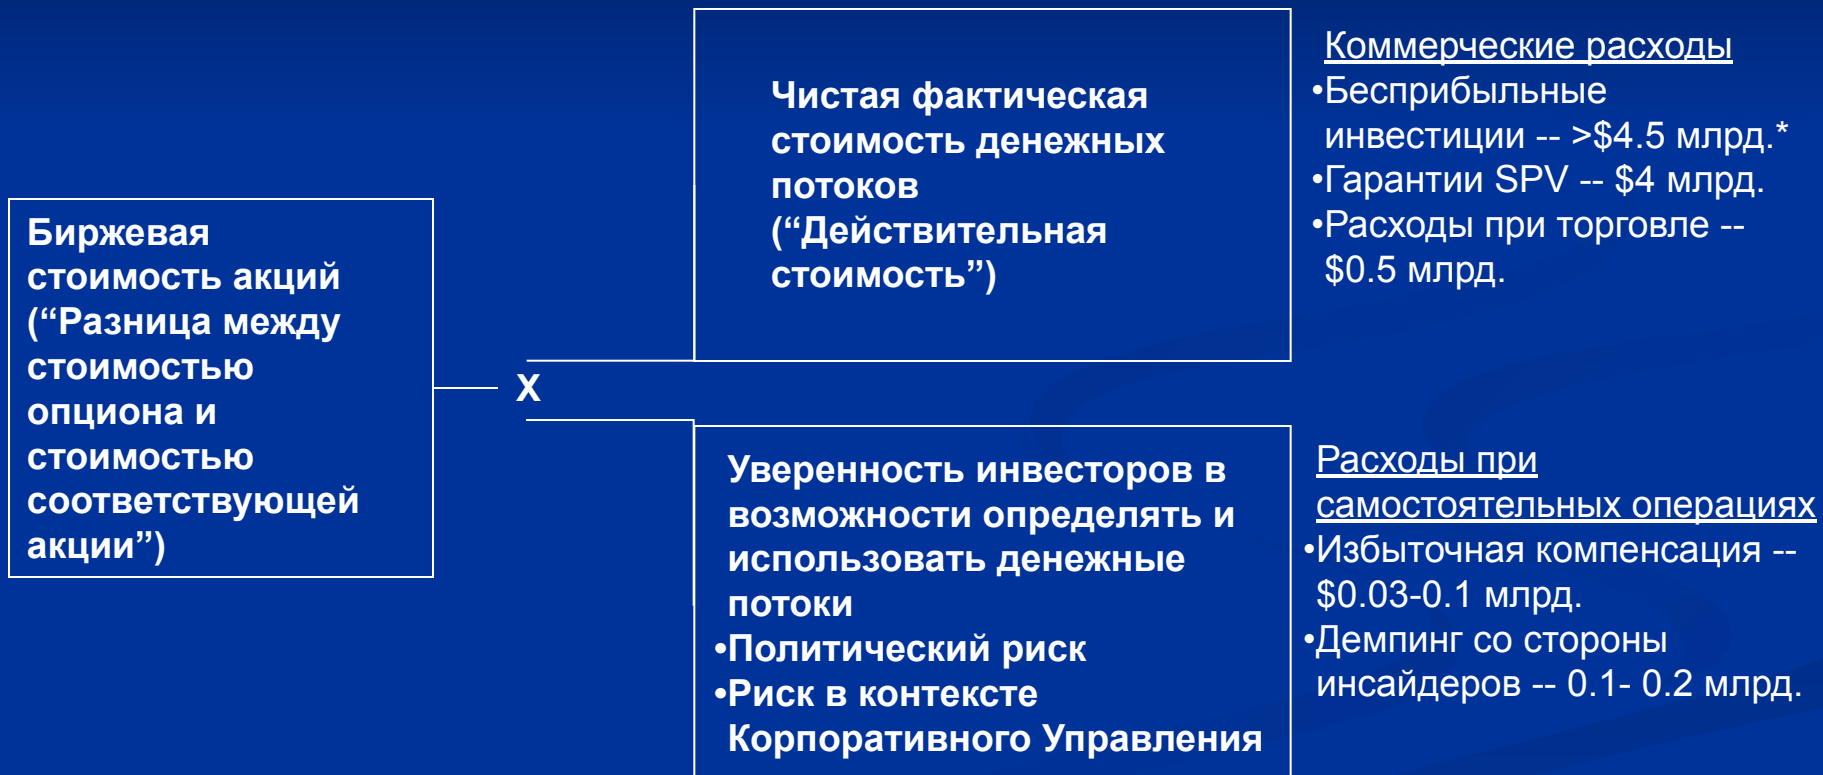 Биржевая
стоимость акций
(“Разница между
стоимостью
опциона и
стоимостью
соответствующей
акции”)
X
Чистая фактическая
стоимость денежных
потоков
(“Действительная
стоимость”)
Коммерческие расходы
•Бесприбыльные
инвестиции -- >$4.5 млрд.*
•Гарантии SPV -- $4 млрд.
•Расходы при торговле --
$0.5 млрд.
Уверенность инвесторов в
возможности определять и
использовать денежные
потоки
•Политический риск
•Риск в контексте
Корпоративного Управления
Расходы при
самостоятельных операциях
•Избыточная компенсация --
$0.03-0.1 млрд.
•Демпинг со стороны
инсайдеров -- 0.1- 0.2 млрд.